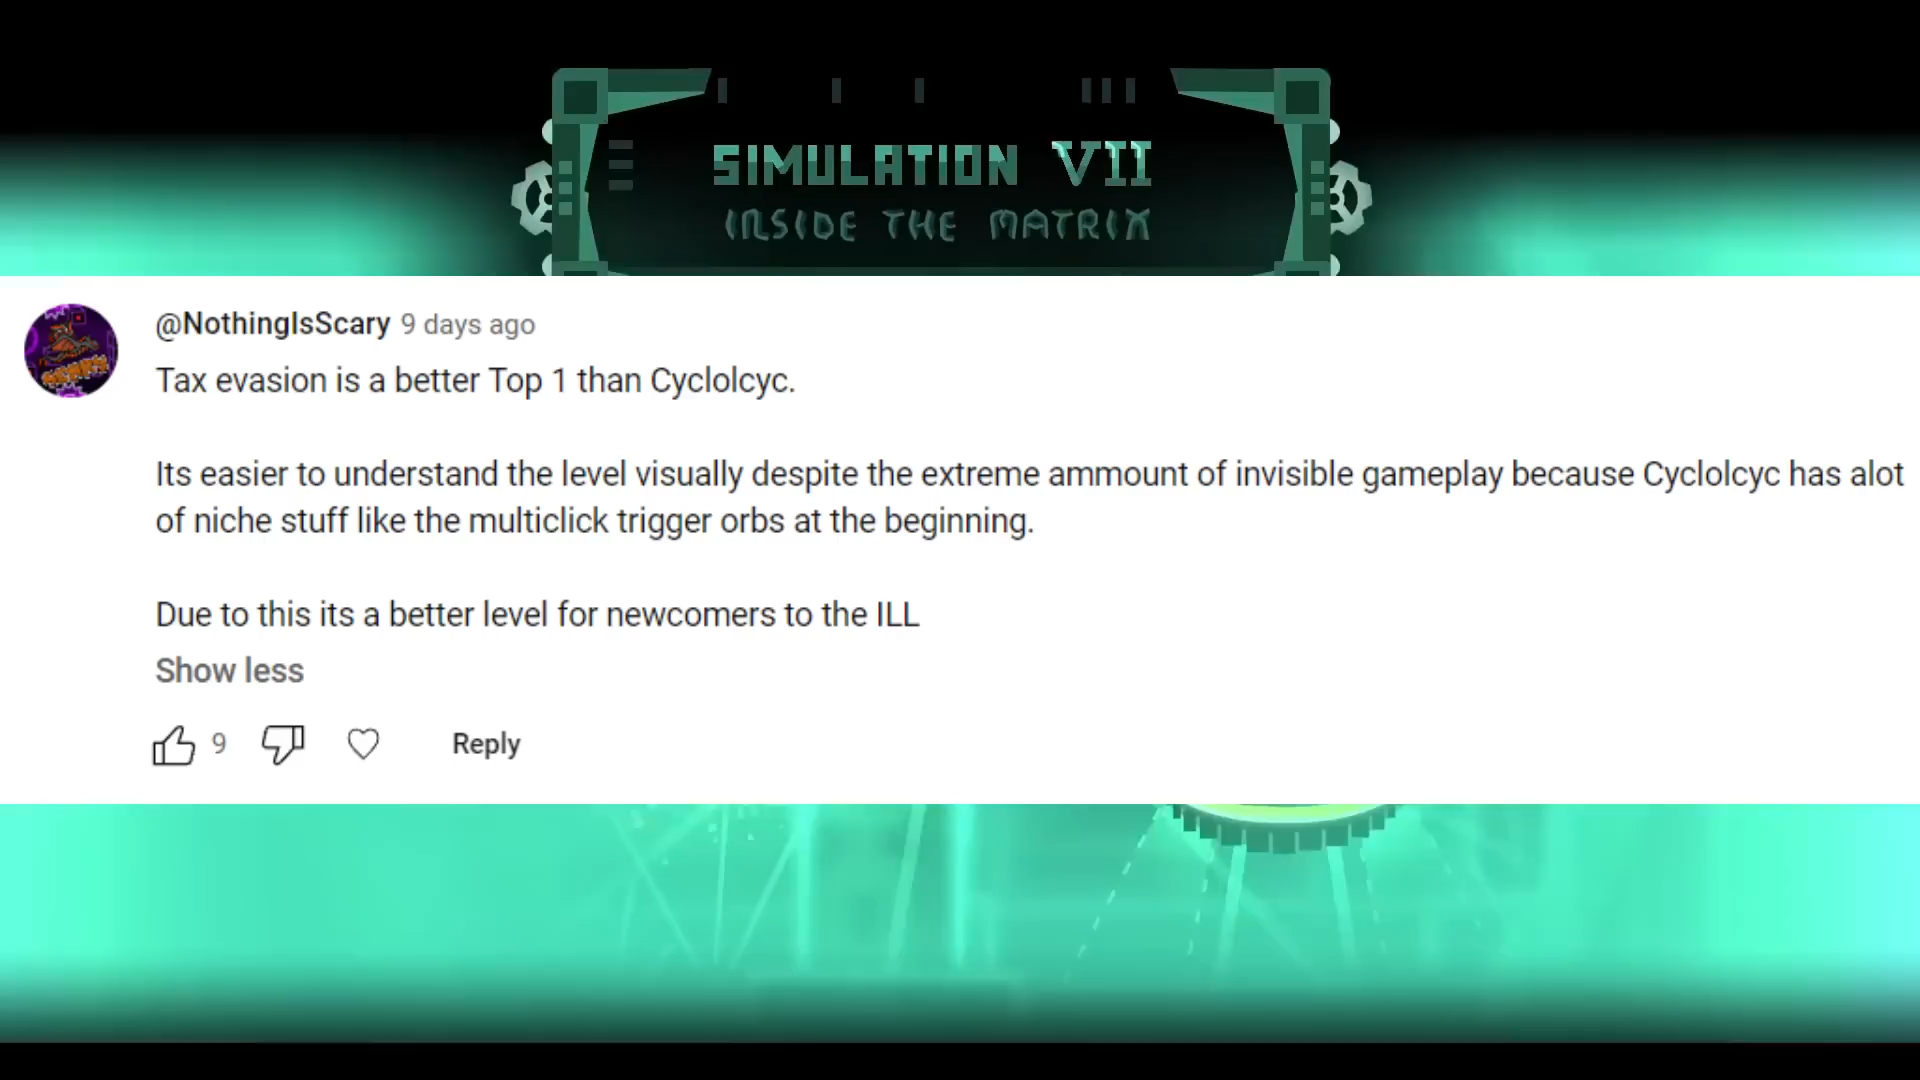 SIMULATION VII
INSIDE THE MATRIX
@NothingIsScary 9 days ago
Tax evasion is a better Top 1 than Cyclolcyc.
Its easier to understand the level visually despite the extreme ammount of invisible gameplay because Cyclolcyc has alot
of niche stuff like the multiclick trigger orbs at the beginning.
Due to this its a better level for newcomers to the ILL
Show less
9 Reply